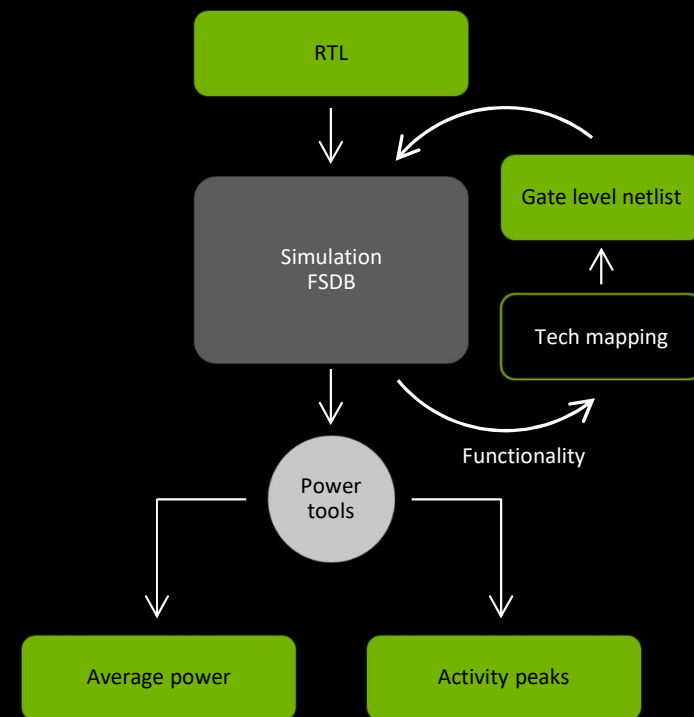 RTL
Simulation
FSDB
Gate level netlist
Tech mapping
Functionality
Power
tools
Average power
Activity peaks